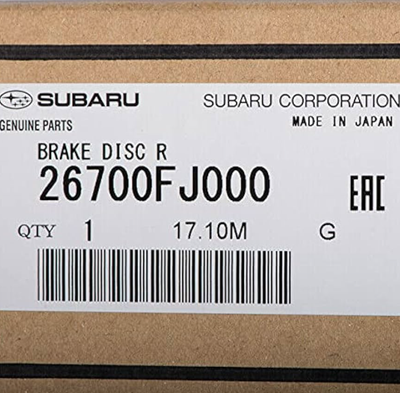 SUBARU SUBARU CORPORATION
GENUINE PARTS MADE IN JAPAN
BRAKE DISC R
26700FJ000 EAC
QTY 1 17.10M G